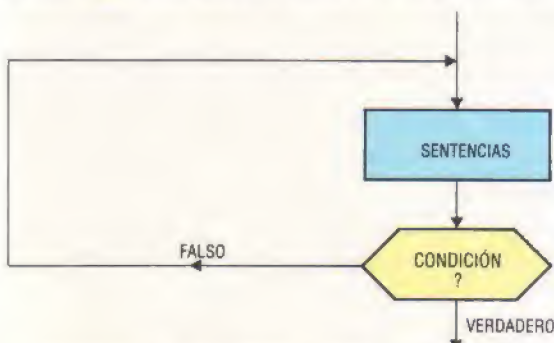 SENTENCIAS
FALSO
CONDICIÓN
?
VERDADERO